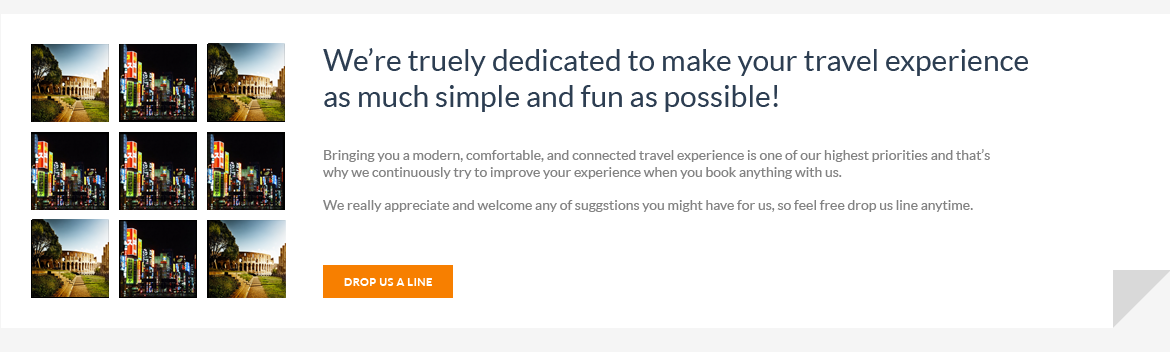 We're truely dedicated to make your travel experience
as much simple and fun as possible!
Bringing you a modern, comfortable, and connected travel experience is one of our highest priorities and that's
why we continuously try to improve your experience when you book anything with us.
We really appreciate and welcome any of suggstions you might have for us, so feel free drop us line anytime.
DROP US A LINE